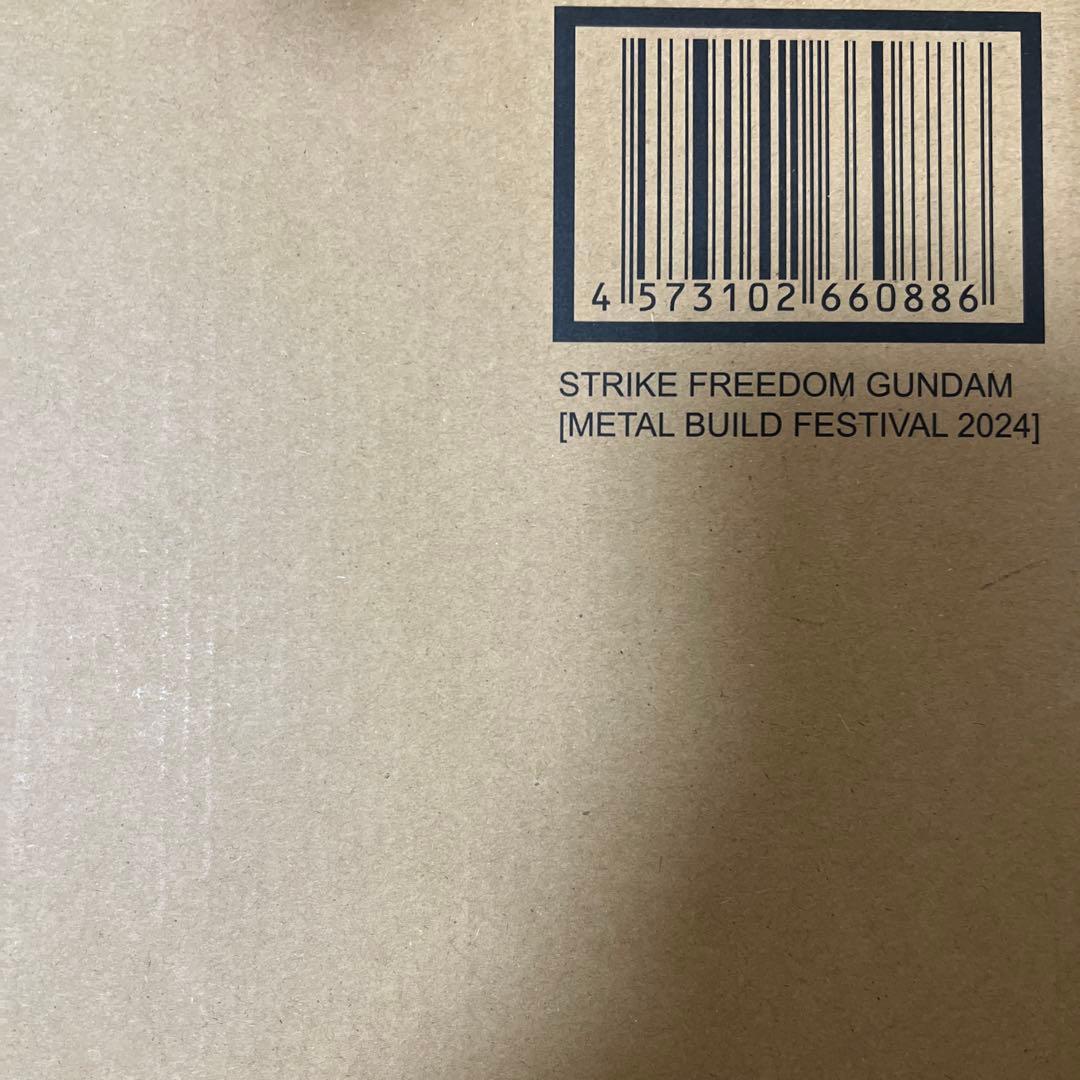 4 573102 660886
STRIKE FREEDOM GUNDAM
[METAL BUILD FESTIVAL 2024]